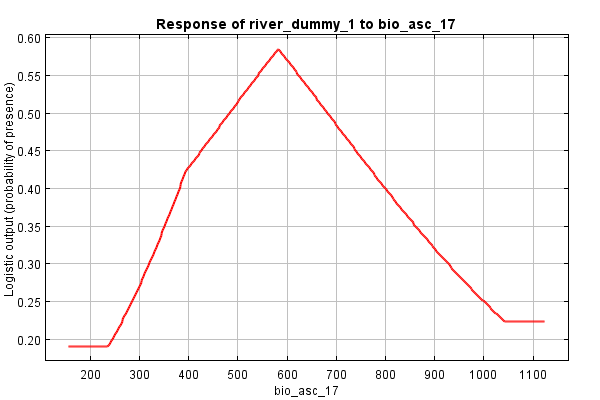 Response of river_dummy_1 to bio_asc_17
Logistic output (probability of presence)
0.60
0.55
0.50
0.45
0.40
0.35
0.30
0.25
0.20
200 300 400 500 600 700 800 900 1000 1100
bio_asc_17